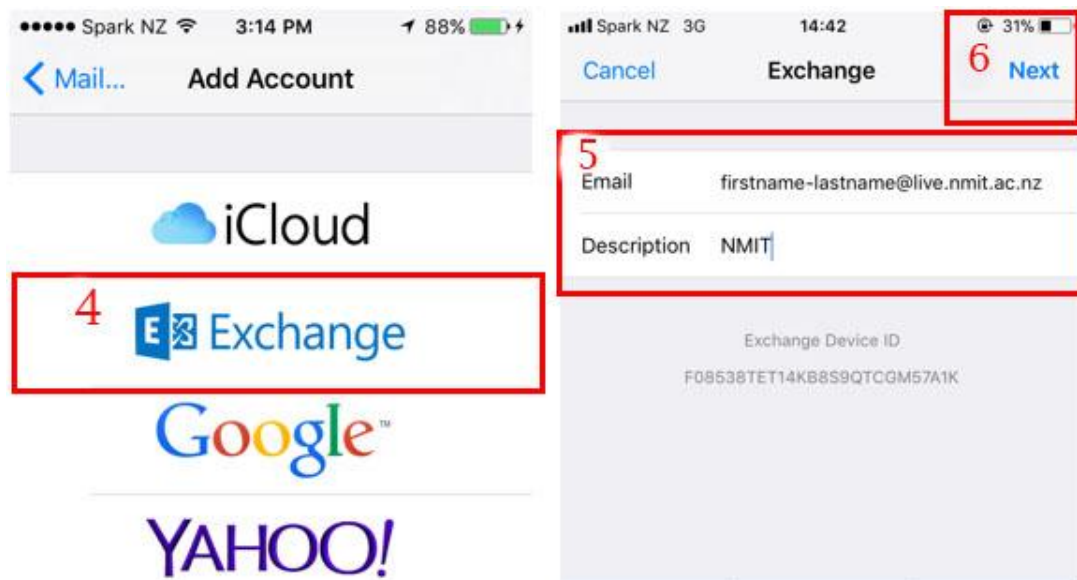 Spark NZ 3:14 PM 88%
Mail... Add Account
iCloud
4
E Exchange
Google™
YAHOO!
Spark NZ 3G 14:42 31%
6
Cancel Exchange Next
5
Email firstname-lastname@live.nmit.ac.nz
Description NMIT
Exchange Device ID
F08538TET14KB8S9QTCGM57A1K